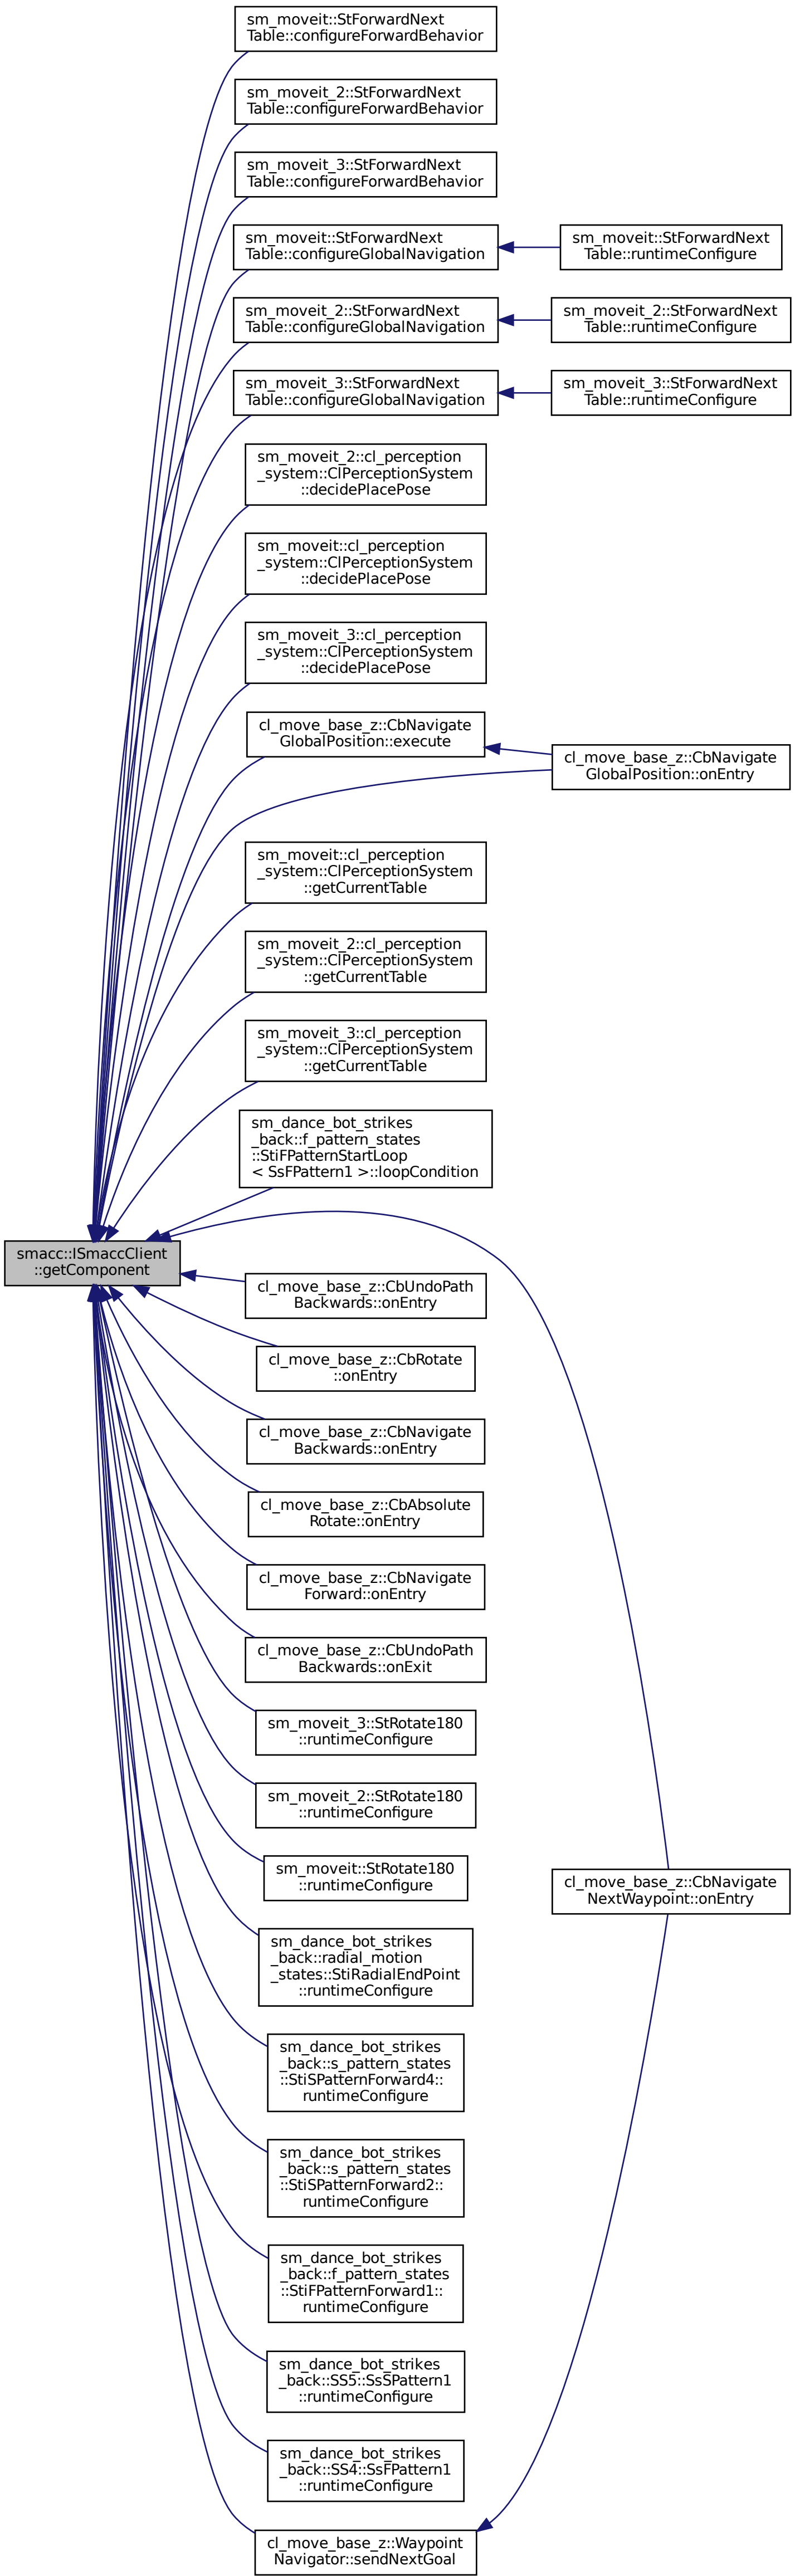 sm_moveit::StForwardNext
Table::configureForwardBehavior
sm_moveit_2::StForwardNext
Table::configureForwardBehavior
sm_moveit_3::StForwardNext
Table::configureForwardBehavior
sm_moveit::StForwardNext
Table::configureGlobalNavigation
sm_moveit::StForwardNext
Table::runtimeConfigure
sm_moveit_2::StForwardNext
Table::configureGlobalNavigation
sm_moveit_2::StForwardNext
Table::runtimeConfigure
sm_moveit_3::StForwardNext
Table::configureGlobalNavigation
sm_moveit_3::StForwardNext
Table::runtimeConfigure
sm_moveit_2::cl_perception
_system::ClPerceptionSystem
::decidePlacePose
sm_moveit::cl_perception
_system::ClPerceptionSystem
::decidePlacePose
sm_moveit_3::cl_perception
_system::ClPerceptionSystem
::decidePlacePose
cl_move_base_z::CbNavigate
GlobalPosition::execute
cl_move_base_z::CbNavigate
GlobalPosition::onEntry
sm_moveit::cl_perception
_system::ClPerceptionSystem
::getCurrentTable
sm_moveit_2::cl_perception
_system::ClPerceptionSystem
::getCurrentTable
sm_moveit_3::cl_perception
_system::ClPerceptionSystem
::getCurrentTable
sm_dance_bot_strikes
_back::f_pattern_states
::StiFPatternStartLoop
< SsFPattern1 >::loopCondition
smacc::ISmaccClient
::getComponent
cl_move_base_z::CbUndoPath
Backwards::onEntry
cl_move_base_z::CbRotate
::onEntry
cl_move_base_z::CbNavigate
Backwards::onEntry
cl_move_base_z::CbAbsolute
Rotate::onEntry
cl_move_base_z::CbNavigate
Forward::onEntry
cl_move_base_z::CbUndoPath
Backwards::onExit
sm_moveit_3::StRotate180
::runtimeConfigure
sm_moveit_2::StRotate180
::runtimeConfigure
sm_moveit::StRotate180
::runtimeConfigure
cl_move_base_z::CbNavigate
NextWaypoint::onEntry
sm_dance_bot_strikes
_back::radial_motion
_states::StiRadialEndPoint
::runtimeConfigure
sm_dance_bot_strikes
_back::s_pattern_states
::StiSPatternForward4::
runtimeConfigure
sm_dance_bot_strikes
_back::s_pattern_states
::StiSPatternForward2::
runtimeConfigure
sm_dance_bot_strikes
_back::f_pattern_states
::StiFPatternForward1::
runtimeConfigure
sm_dance_bot_strikes
_back::SS5::SsSPattern1
::runtimeConfigure
sm_dance_bot_strikes
_back::SS4::SsFPattern1
::runtimeConfigure
cl_move_base_z::Waypoint
Navigator::sendNextGoal